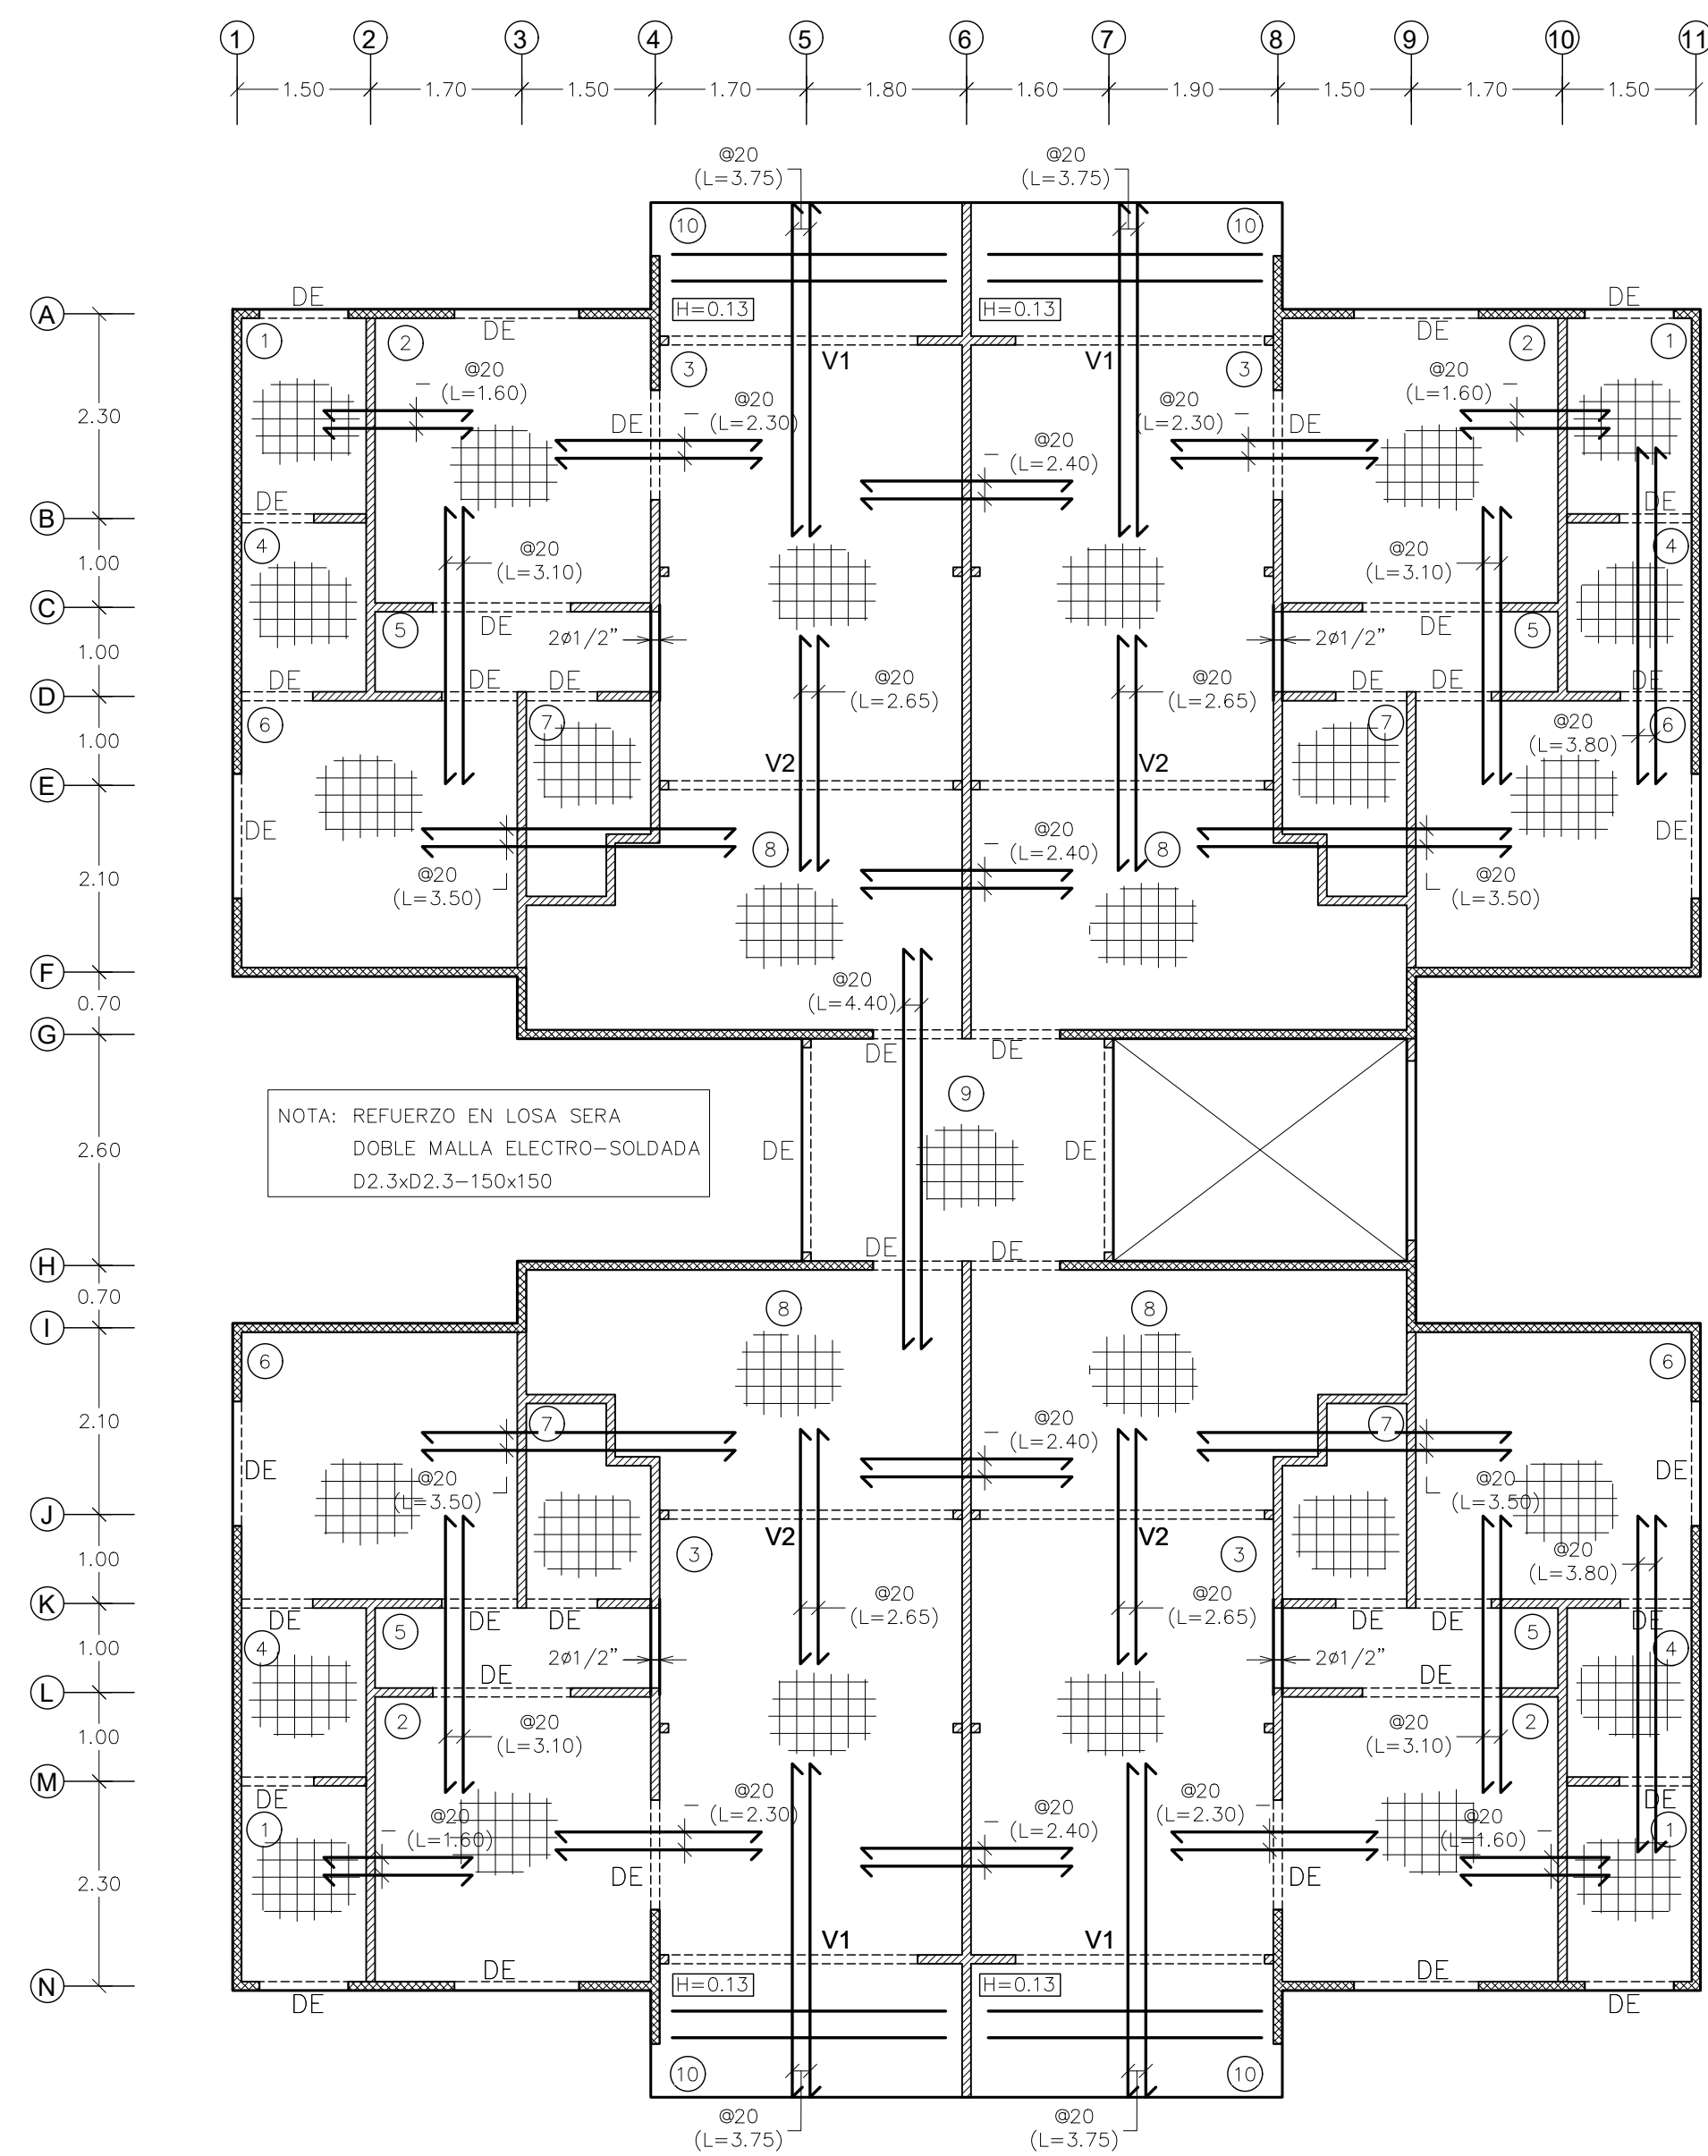 1 2 3 4 5 6 7 8 9 10 11
1.50 1.70 1.50 1.70 1.80 1.60 1.90 1.50 1.70 1.50
@20 @20
(L=3.75) (L=3.75)
10 10
DE DE
A
H=0.13 H=0.13
DE DE
1 2 2 1
V1 V1
3 3
@20 @20
(L=1.60) (L=1.60)
@20 @20
2.30
DE (L=2.30) (L=2.30) DE
@20
(L=2.40)
DE DE
B
4 4
@20 @20
1.00
(L=3.10) (L=3.10)
C
5 DE DE 5
2ø1/2" 2ø1/2"
1.00
@20 @20
DE DE DE DE DE DE
(L=2.65) (L=2.65)
D
6 7 7 6
@20
1.00
(L=3.80)
V2 V2
E
DE DE
@20
8 (L=2.40) 8
@20 @20
2.10
(L=3.50) (L=3.50)
F
@20
0.70
(L=4.40)
G
DE DE
9
NOTA: REFUERZO EN LOSA SERA
DOBLE MALLA ELECTRO-SOLDADA
D2.3xD2.3-150x150
2.60
DE DE
DE DE
H
0.70
8 8
I
6 6
2.10
7 7
@20
(L=2.40)
DE DE
@20 @20
(L=3.50) (L=3.50)
J
V2 V2
3 3
@20
1.00
(L=3.80)
@20 @20
K
(L=2.65) (L=2.65)
DE DE DE DE DE DE
5 5
4 4
1.00
2ø1/2" 2ø1/2"
DE DE
L
2 2
@20 @20
1.00
(L=3.10) (L=3.10)
M
DE DE
@20 @20
(L=2.30) (L=2.30)
@20 @20 @20
1 (L=1.60) (L=2.40) (L=1.60) 1
DE DE
2.30
V1 V1
DE DE
N
H=0.13 H=0.13
DE DE
10 10
@20 @20
(L=3.75) (L=3.75)